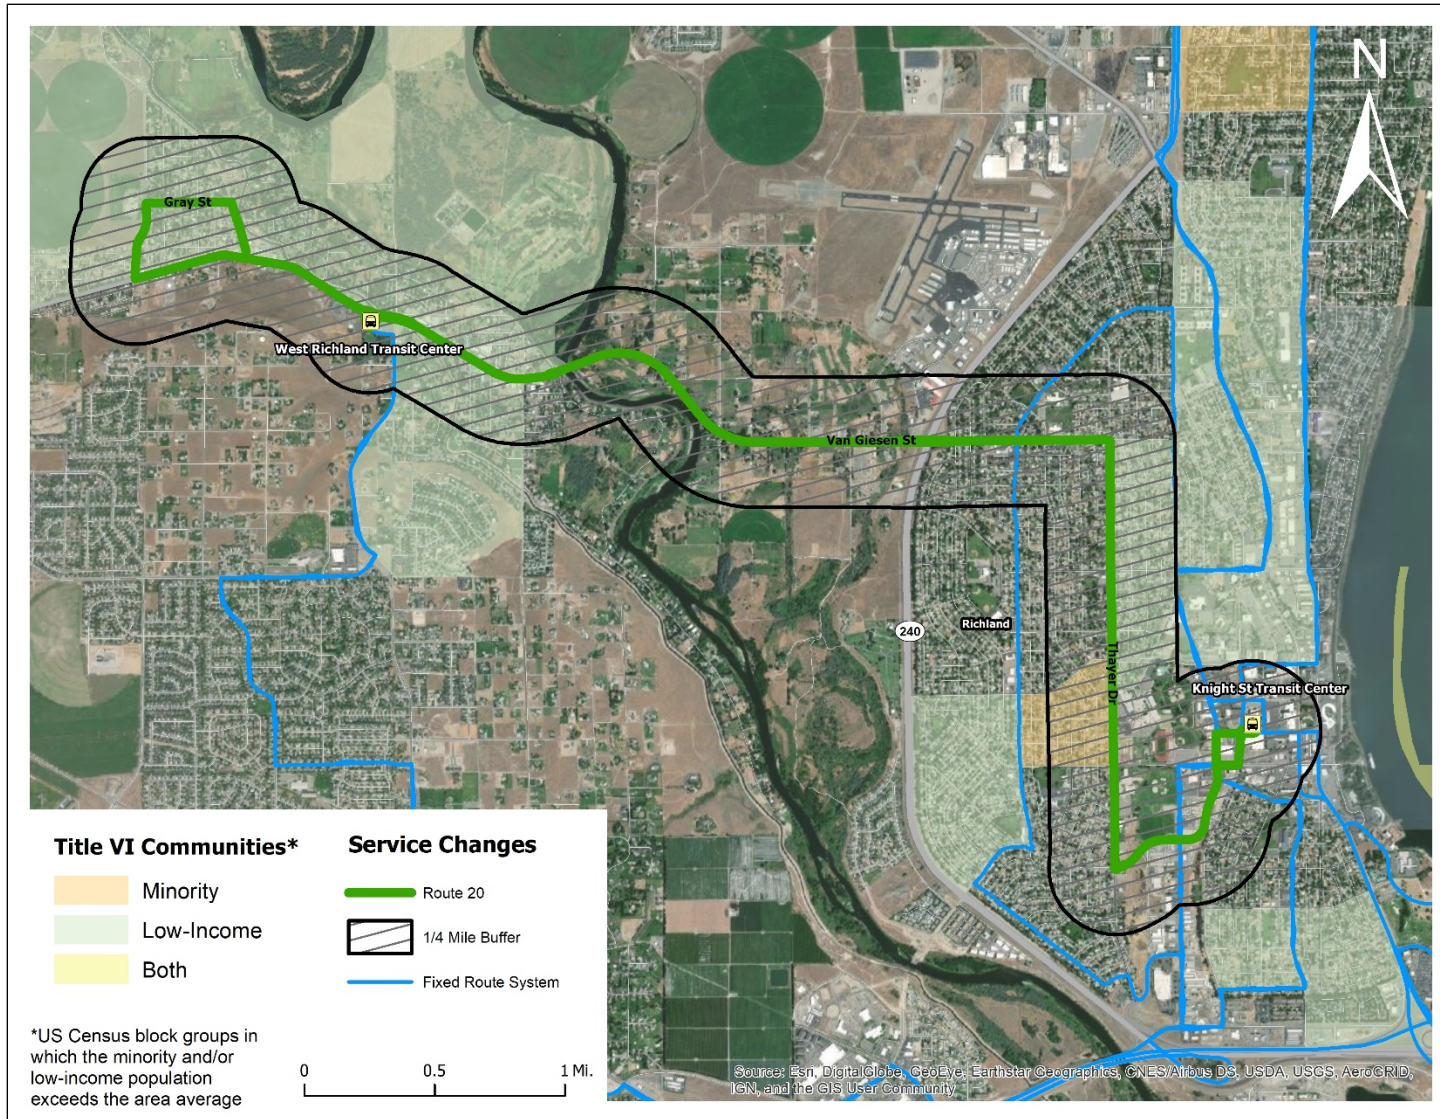 N
Gray St
West Richland Transit Center
Van Giesen St
240
Richland
Thayer Dr
Knight St Transit Center
Title VI Communities*
Minority
Low-Income
Both
Service Changes
Route 20
1/4 Mile Buffer
Fixed Route System
*US Census block groups in
which the minority and/or
low-income population
exceeds the area average
0 0.5 1 Mi.
Source: Esri, DigitalGlobe, GeoEye, Earthstar Geographics, CNES/Airbus DS, USDA, USGS, AeroGRID,
IGN, and the GIS User Community